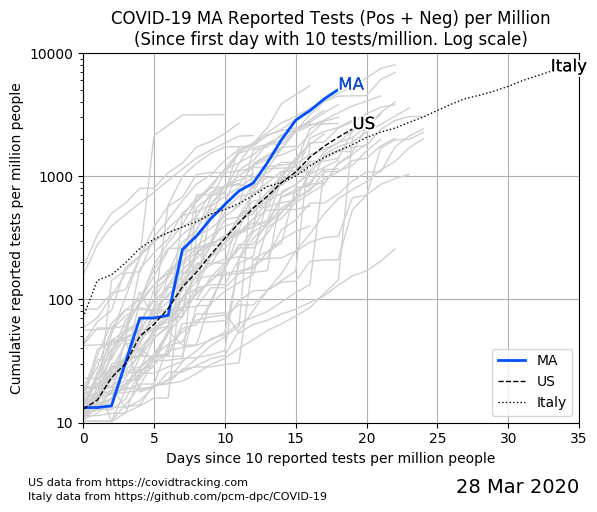 COVID-19 MA Reported Tests (Pos + Neg) per Million
(Since first day with 10 tests/million. Log scale)
Cumulative reported tests per million people
10000
1000
100
10
Italy
MA
US
MA
US
Italy
0 5 10 15 20 25 30 35
Days since 10 reported tests per million people
US data from https://covidtracking.com
Italy data from https://github.com/pcm-dpc/COVID-19
28 Mar 2020